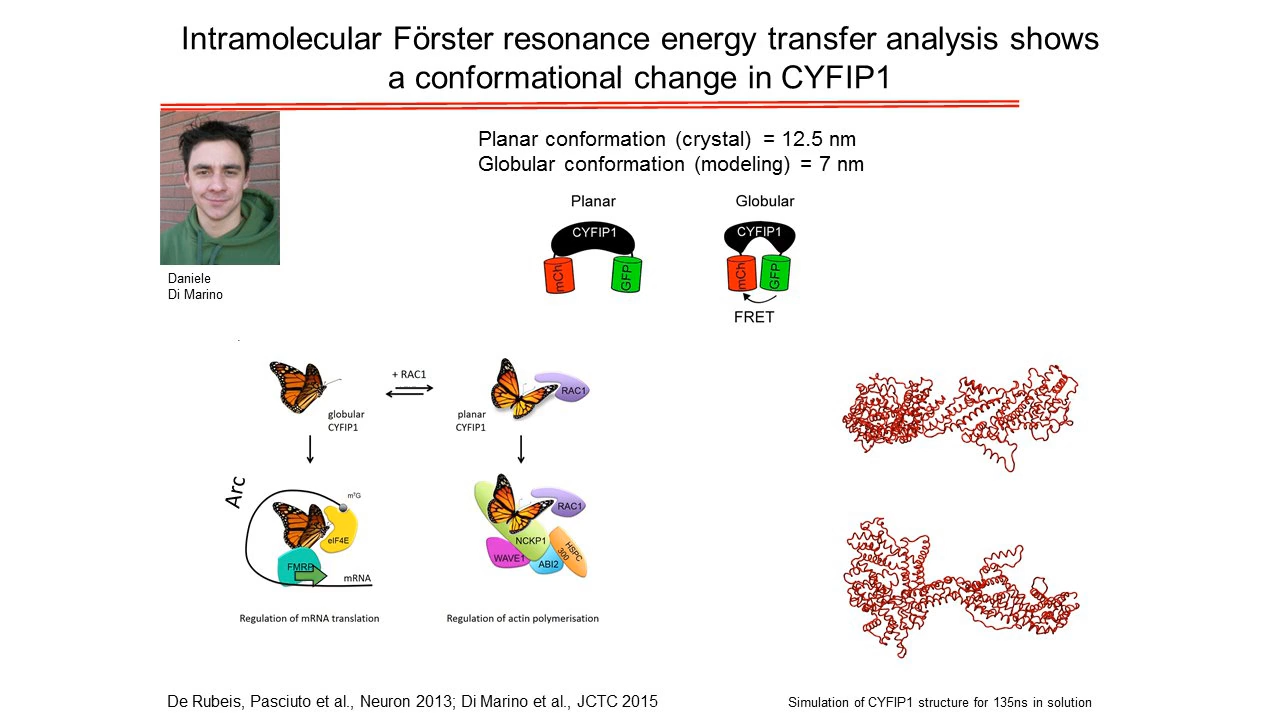 Intramolecular Förster resonance energy transfer analysis shows
a conformational change in CYFIP1
Planar conformation (crystal) = 12.5 nm
Globular conformation (modeling) = 7 nm
Planar
Globular
CYFIP1
CYFIP1
mCh
GFP
mCh
GFP
FRET
Daniele
Di Marino
+ RAC1
RAC1
globular
CYFIP1
planar
CYFIP1
Arc
m⁷G
eIF4E
FMRP
mRNA
RAC1
NCKP1
WAVE1
ABI2
HSPC
300
Regulation of mRNA translation
Regulation of actin polymerisation
De Rubeis, Pasciuto et al., Neuron 2013; Di Marino et al., JCTC 2015
Simulation of CYFIP1 structure for 135ns in solution